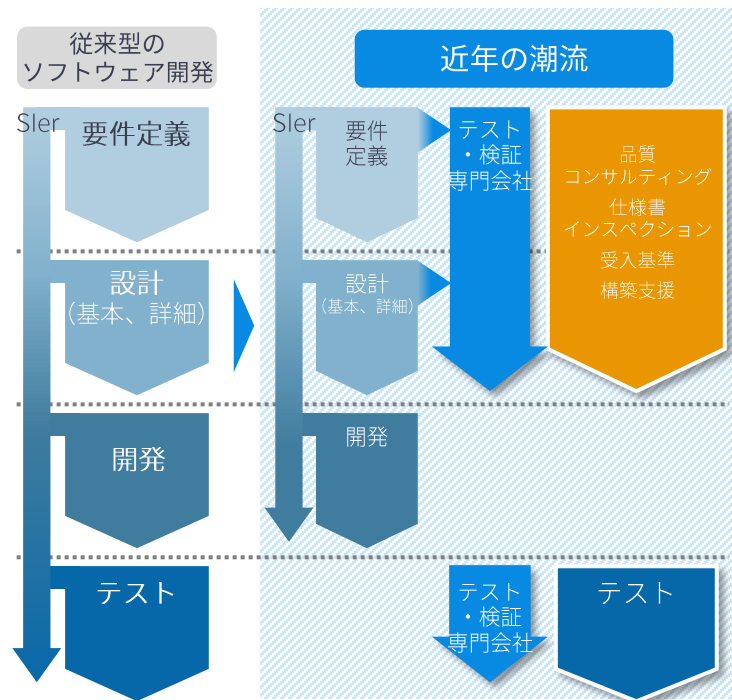 従来型の
ソフトウェア開発
SIer
要件定義
設計
（基本、詳細）
開発
テスト
近年の潮流
SIer
要件
定義
設計
（基本、詳細）
開発
テスト
・検証
専門会社
品質
コンサルティング
仕様書
インスペクション
受入基準
構築支援
テスト
・検証
専門会社
テスト